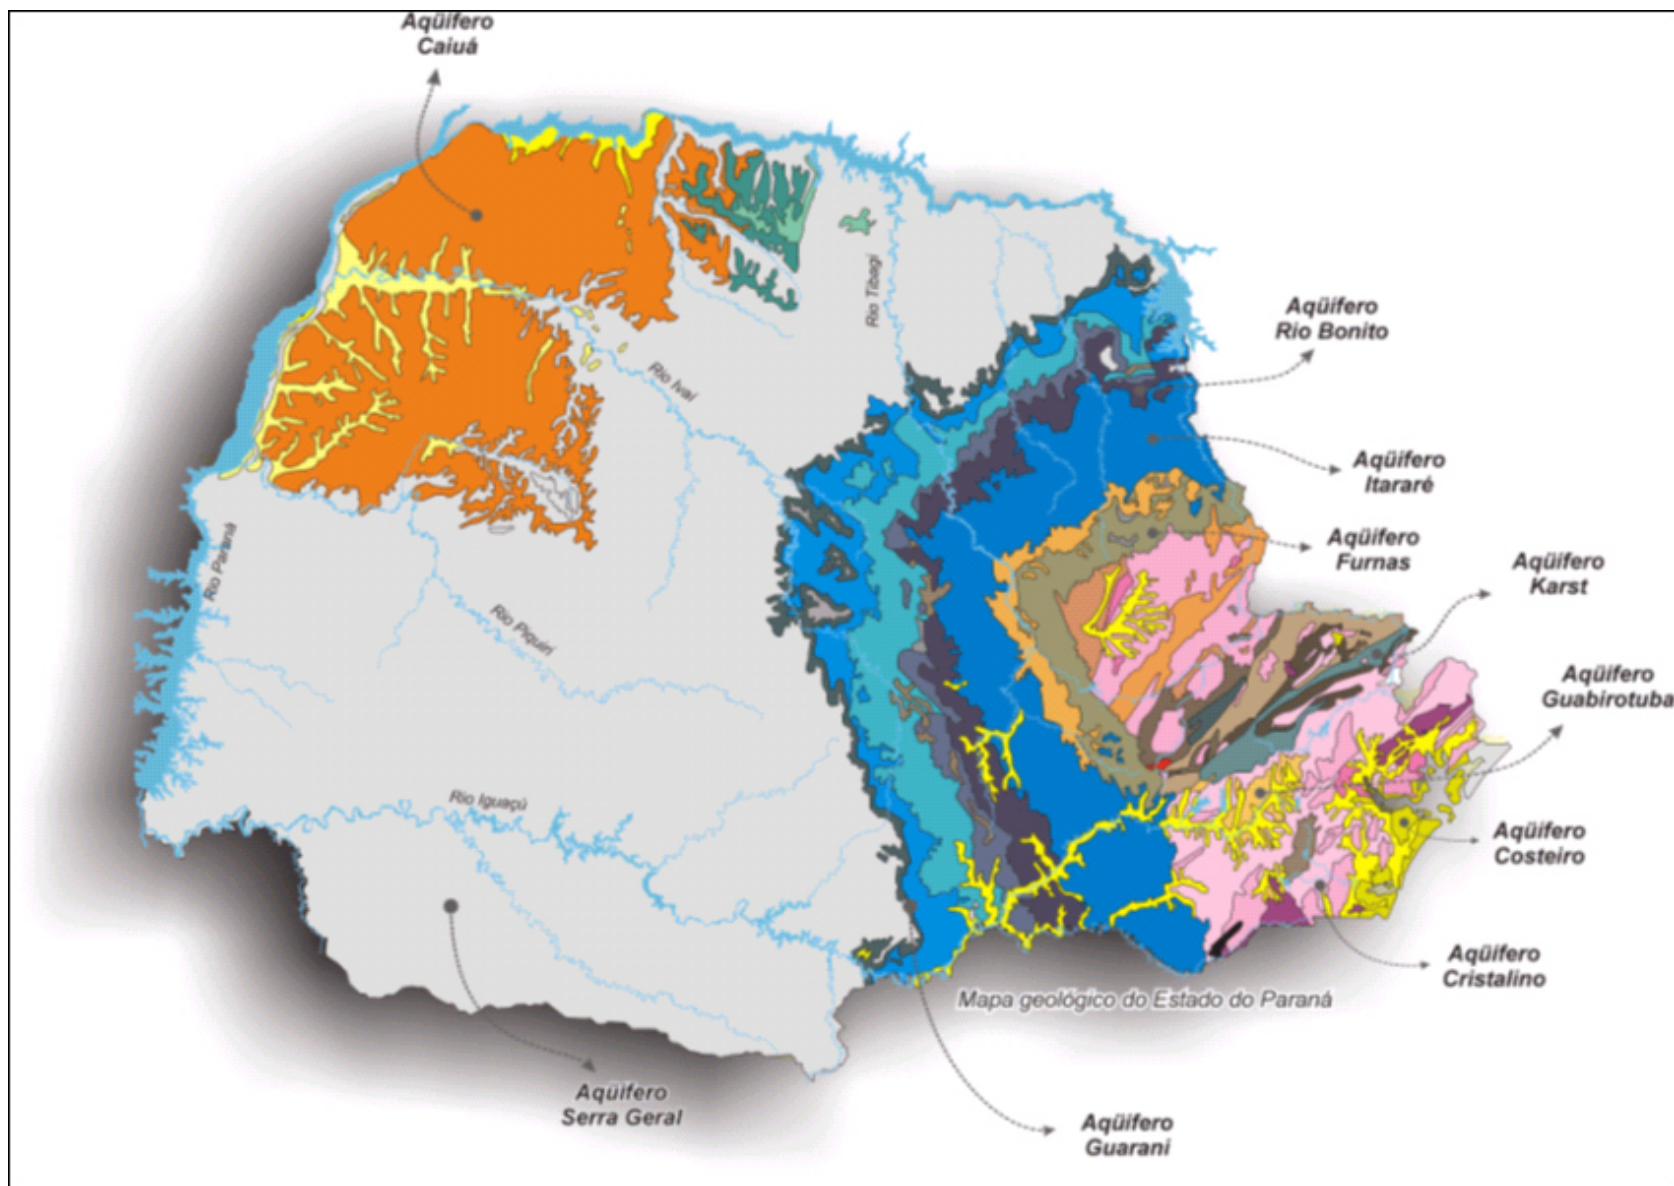 Aqüífero
Caiuá
Aqüífero
Rio Bonito
Rio Tibagi
Rio Ivaí
Aqüífero
Itararé
Aqüífero
Furnas
Aqüífero
Karst
Rio Paraná
Rio Piquiri
Aqüífero
Guabirotuba
Rio Iguaçú
Aqüífero
Costeiro
Aqüífero
Cristalino
Mapa geológico do Estado do Paraná
Aqüífero
Serra Geral
Aqüífero
Guarani